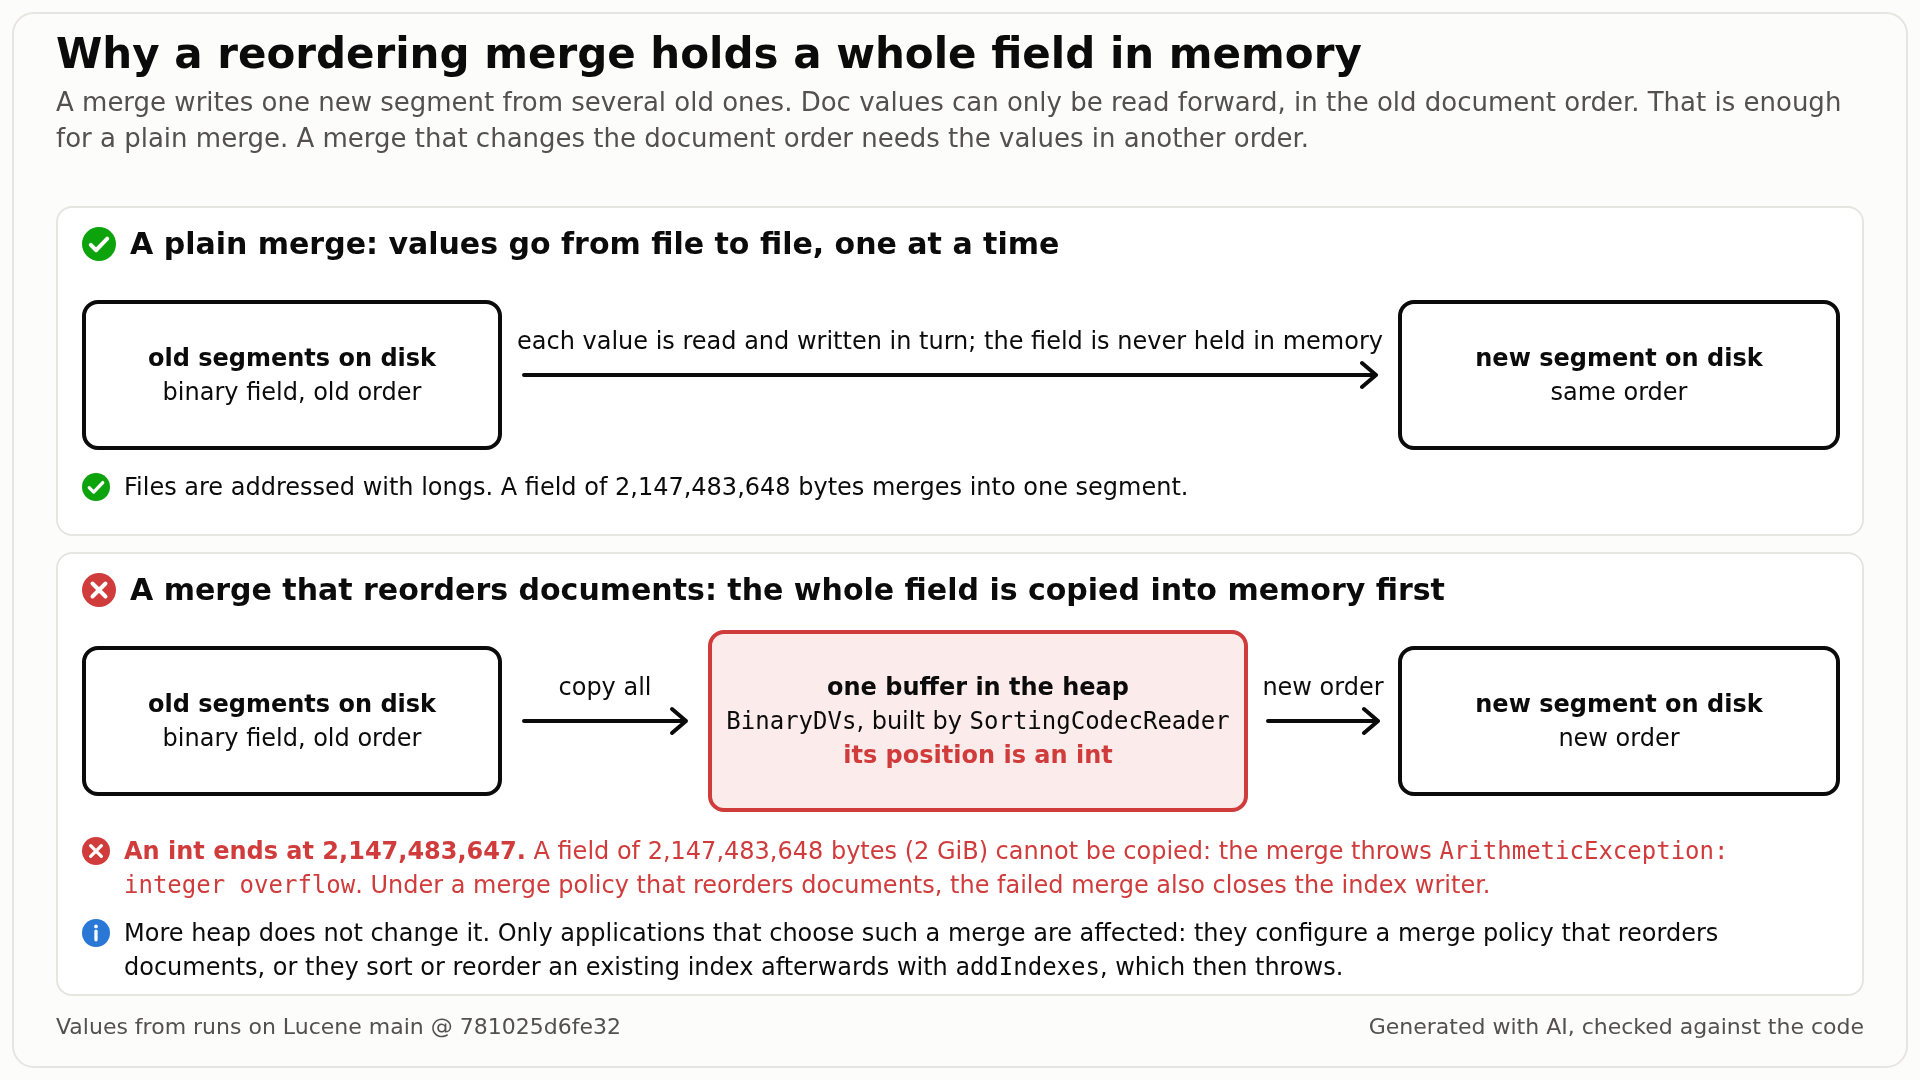 Why a reordering merge holds a whole field in memory
A merge writes one new segment from several old ones. Doc values can only be read forward, in the old document order. That is enough
for a plain merge. A merge that changes the document order needs the values in another order.
A plain merge: values go from file to file, one at a time
old segments on disk
binary field, old order
each value is read and written in turn; the field is never held in memory
new segment on disk
same order
Files are addressed with longs. A field of 2,147,483,648 bytes merges into one segment.
A merge that reorders documents: the whole field is copied into memory first
old segments on disk
binary field, old order
copy all
one buffer in the heap
BinaryDVs, built by SortingCodecReader
its position is an int
new order
new segment on disk
new order
An int ends at 2,147,483,647. A field of 2,147,483,648 bytes (2 GiB) cannot be copied: the merge throws ArithmeticException:
integer overflow. Under a merge policy that reorders documents, the failed merge also closes the index writer.
More heap does not change it. Only applications that choose such a merge are affected: they configure a merge policy that reorders
documents, or they sort or reorder an existing index afterwards with addIndexes, which then throws.
Values from runs on Lucene main @ 781025d6fe32
Generated with AI, checked against the code